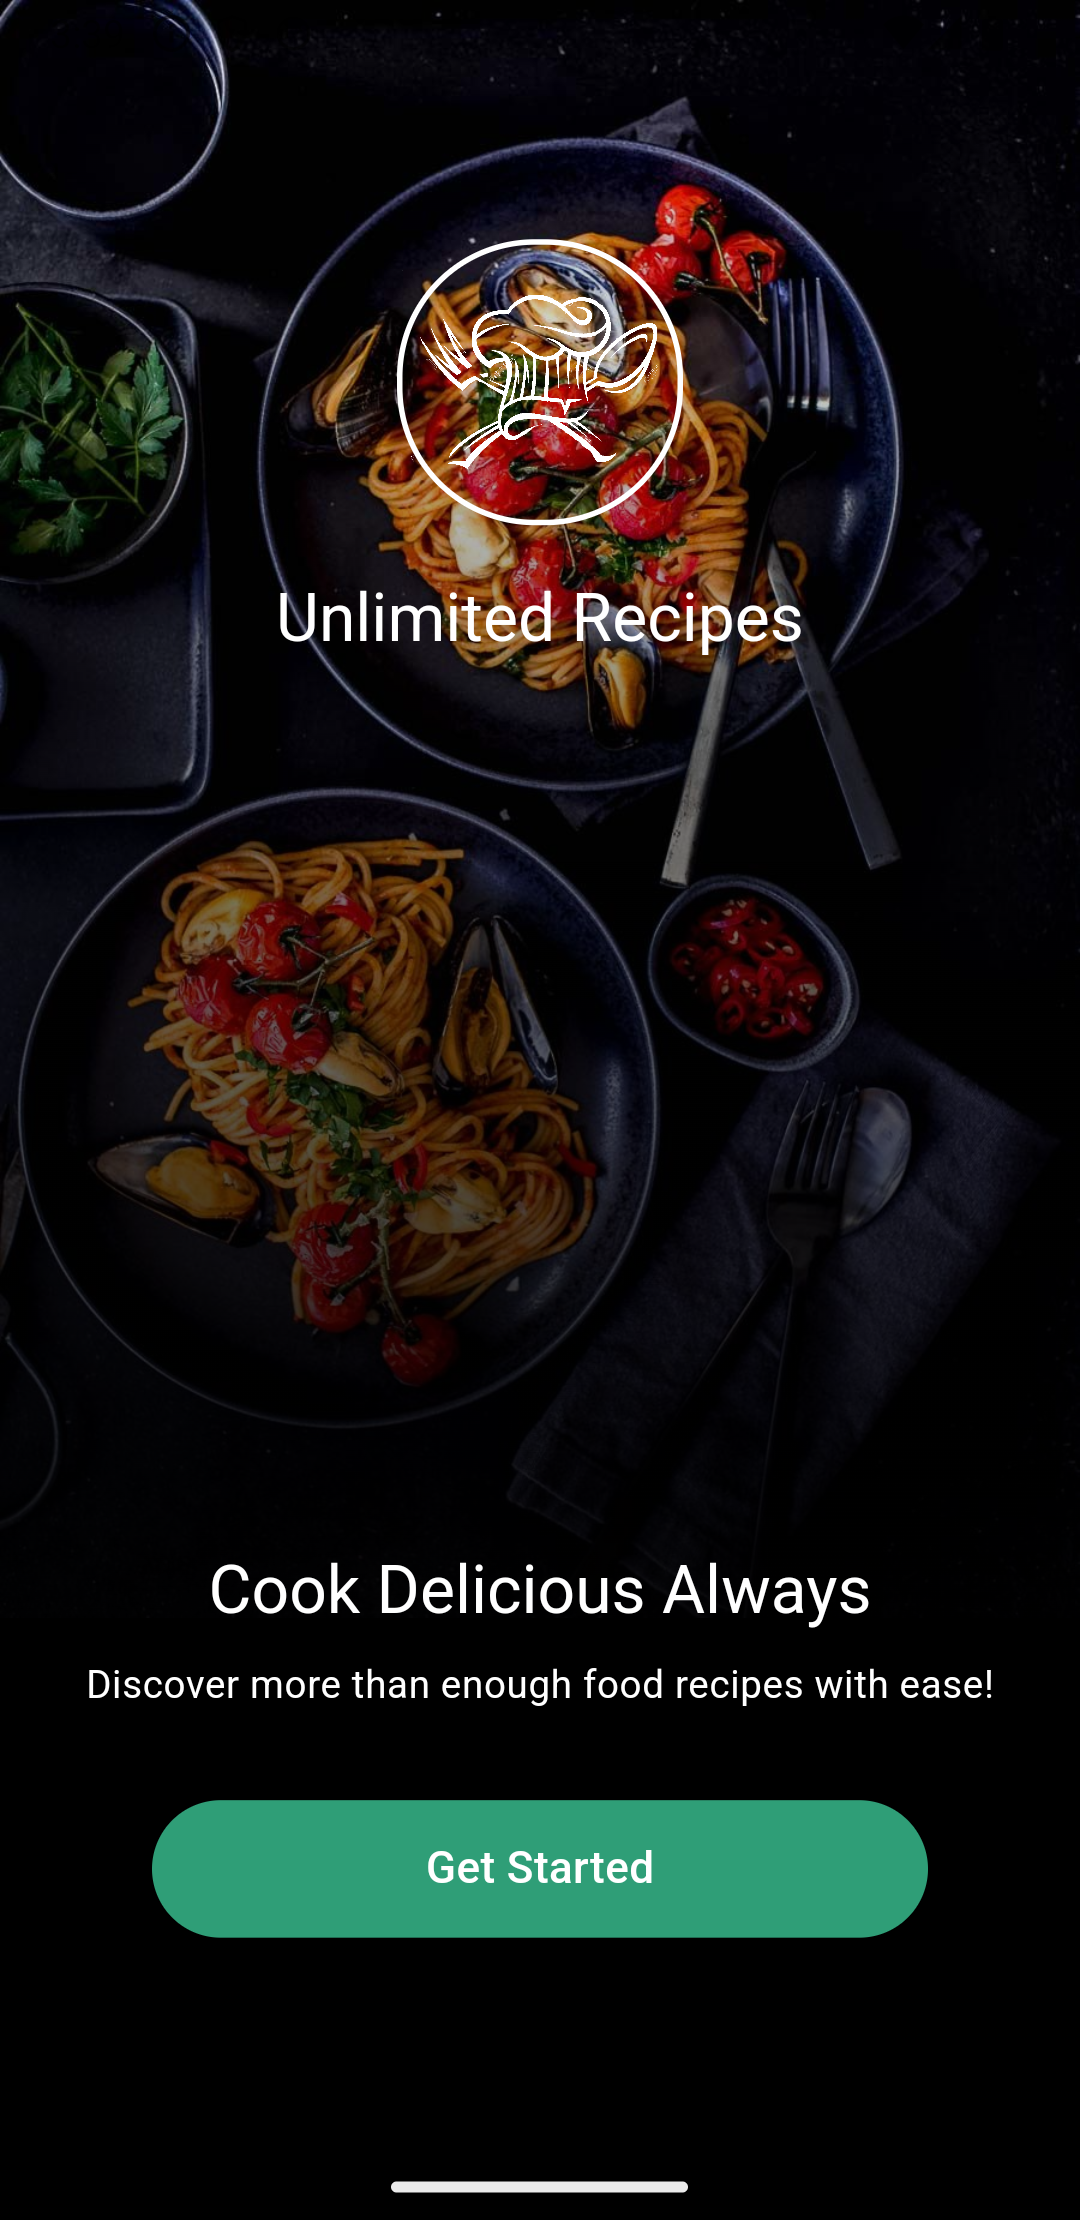 Unlimited Recipes
Cook Delicious Always
Discover more than enough food recipes with ease!
Get Started